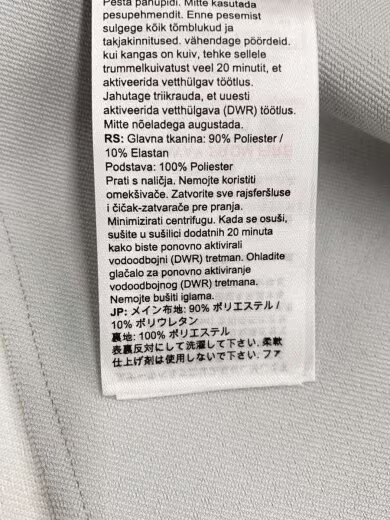 Pesta pahupidi. Mitte kasutada
pesupehmendit. Enne pesemist
sulgege kõik tõmblukud ja
takjakinnitused. vähendage pöördeid.
kui kangas on kuiv, tehke sellele
trummelkuivatust veel 20 minutit, et
aktiveerida vetthülgav töötlus.
Jahutage triikrauda, et uuesti
aktiveerida vetthülgava (DWR) töötlus.
Mitte nõeladega augustada.
RS: Glavna tkanina: 90% Poliester /
10% Elastan
Podstava: 100% Poliester
Prati s naličja. Nemojte koristiti
omekšivače. Zatvorite sve rajsferšluse
i čičak-zatvarače pre pranja.
Minimizirati centrifugu. Kada se osuši,
sušite u sušilici dodatnih 20 minuta
kako biste ponovno aktivirali
vodoodbojni (DWR) tretman. Ohladite
glačalo za ponovno aktiviranje
vodoodbojnog (DWR) tretmana.
Nemojte bušiti iglama.
JP: メイン布地: 90% ポリエステル /
10% ポリウレタン
裏地: 100% ポリエステル
表裏反対にして洗濯して下さい. 柔軟
仕上げ剤は使用しないで下さい. ファ